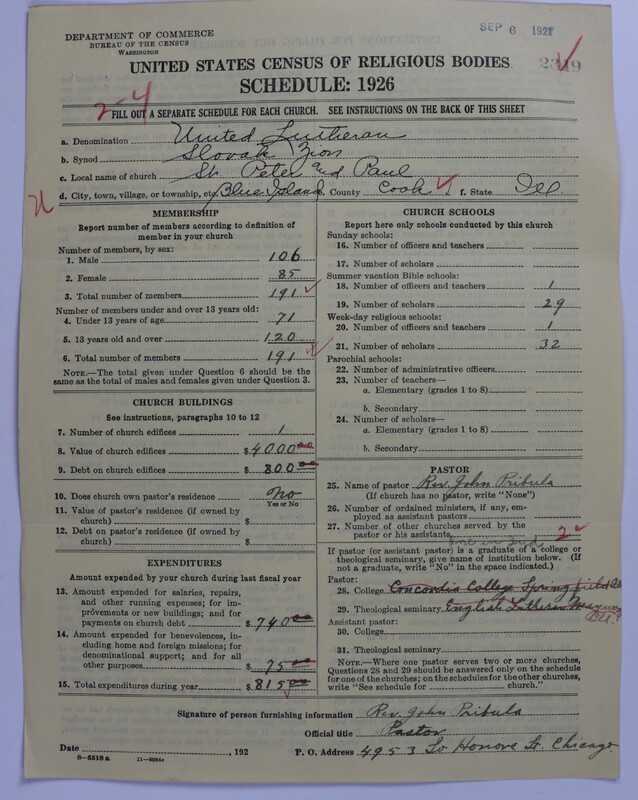 DEPARTMENT OF COMMERCE
BUREAU OF THE CENSUS
WASHINGTON
SEP 6 1927
UNITED STATES CENSUS OF RELIGIOUS BODIES
SCHEDULE: 1926
2-4
FILL OUT A SEPARATE SCHEDULE FOR EACH CHURCH. SEE INSTRUCTIONS ON THE BACK OF THIS SHEET
a. Denomination United Lutheran
b. Synod Slovak Zion
c. Local name of church St. Peter and Paul
d. City, town, village, or township, etc. Blue Island e. County Cook f. State Ill.
MEMBERSHIP
Report number of members according to definition of
member in your church
Number of members, by sex:
1. Male 106
2. Female 85
3. Total number of members 191
Number of members under and over 13 years old:
4. Under 13 years of age 71
5. 13 years old and over 120
6. Total number of members 191
NOTE.—The total given under Question 6 should be the
same as the total of males and females given under Question 3.
CHURCH BUILDINGS
See instructions, paragraphs 10 to 12
7. Number of church edifices 1
8. Value of church edifices $4000.00
9. Debt on church edifices $800.00
10. Does church own pastor's residence No
Yes or No
11. Value of pastor's residence (if owned by
church) $
12. Debt on pastor's residence (if owned by
church) $
EXPENDITURES
Amount expended by your church during last fiscal year
13. Amount expended for salaries, repairs,
and other running expenses; for im-
provements or new buildings; and for
payments on church debt $740.00
14. Amount expended for benevolences, in-
cluding home and foreign missions; for
denominational support; and for all
other purposes $75.00
15. Total expenditures during year $815.00
CHURCH SCHOOLS
Report here only schools conducted by this church
Sunday schools:
16. Number of officers and teachers
17. Number of scholars
Summer vacation Bible schools:
18. Number of officers and teachers 1
19. Number of scholars 29
Week-day religious schools:
20. Number of officers and teachers 1
21. Number of scholars 32
Parochial schools:
22. Number of administrative officers
23. Number of teachers—
a. Elementary (grades 1 to 8)
b. Secondary
24. Number of scholars—
a. Elementary (grades 1 to 8)
b. Secondary
PASTOR
25. Name of pastor Rev. John Pribula
(If church has no pastor, write "None")
26. Number of ordained ministers, if any, em-
ployed as assistant pastors
27. Number of other churches served by the
pastor or his assistants 2
If pastor (or assistant pastor) is a graduate of a college or
theological seminary, give name of institution below. (If
not a graduate, write "No" in the space indicated.)
Pastor:
28. College Concordia College Springfield
29. Theological seminary English Lutheran Maywood
Ill.
Assistant pastor:
30. College
31. Theological seminary
NOTE.—Where one pastor serves two or more churches,
Questions 28 and 29 should be answered only on the schedule
for one of the churches; on the schedules for the other churches,
write "See schedule for church."
Signature of person furnishing information Rev. John Pribula
Official title Pastor
Date , 192
P. O. Address 4953 So Honore St. Chicago
8-5518a 11-9054